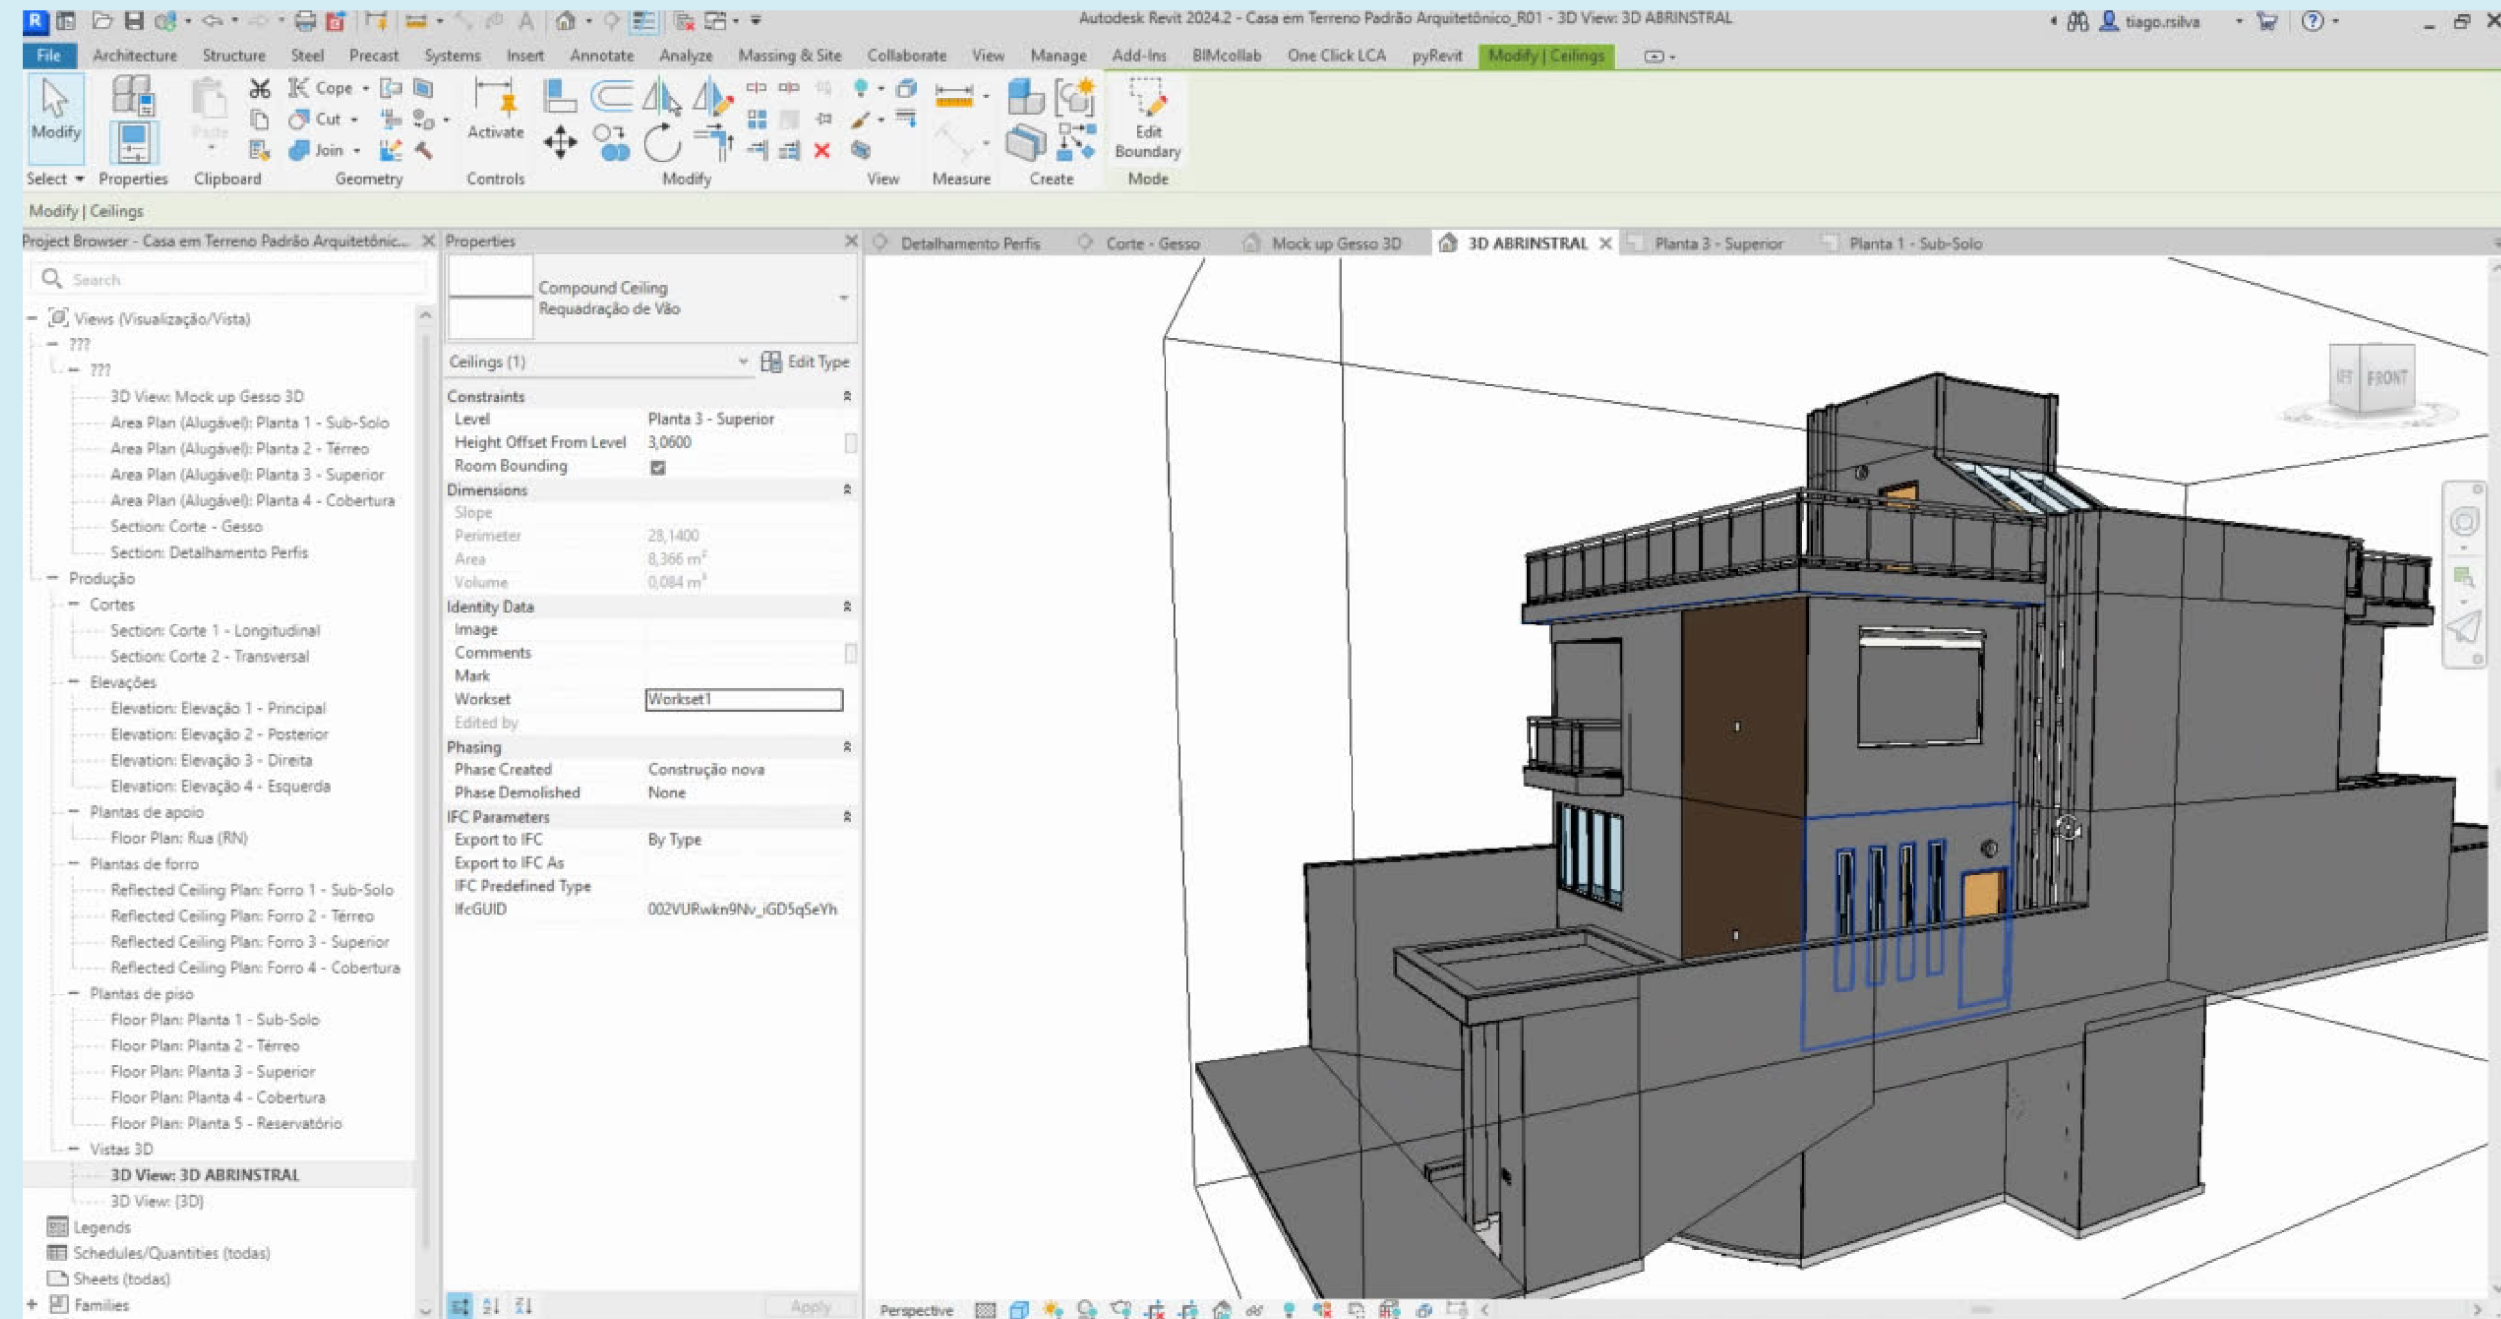 Autodesk Revit 2024.2 - Casa em Terreno Padrão Arquitetônico_R01 - 3D View: 3D ABRINSTRAL
tiago.rsilva
File Architecture Structure Steel Precast Systems Insert Annotate Analyze Massing & Site Collaborate View Manage Add-Ins BIMcollab One Click LCA pyRevit Modify | Ceilings
Modify Paste Cope Cut Join Activate Edit Boundary
Select Properties Clipboard Geometry Controls Modify View Measure Create Mode
Modify | Ceilings
Project Browser - Casa em Terreno Padrão Arquitetônic...
Search
Views (Visualização/Vista)
???
???
3D View: Mock up Gesso 3D
Area Plan (Alugável): Planta 1 - Sub-Solo
Area Plan (Alugável): Planta 2 - Térreo
Area Plan (Alugável): Planta 3 - Superior
Area Plan (Alugável): Planta 4 - Cobertura
Section: Corte - Gesso
Section: Detalhamento Perfis
Produção
Cortes
Section: Corte 1 - Longitudinal
Section: Corte 2 - Transversal
Elevações
Elevation: Elevação 1 - Principal
Elevation: Elevação 2 - Posterior
Elevation: Elevação 3 - Direita
Elevation: Elevação 4 - Esquerda
Plantas de apoio
Floor Plan: Rua (RN)
Plantas de forro
Reflected Ceiling Plan: Forro 1 - Sub-Solo
Reflected Ceiling Plan: Forro 2 - Térreo
Reflected Ceiling Plan: Forro 3 - Superior
Reflected Ceiling Plan: Forro 4 - Cobertura
Plantas de piso
Floor Plan: Planta 1 - Sub-Solo
Floor Plan: Planta 2 - Térreo
Floor Plan: Planta 3 - Superior
Floor Plan: Planta 4 - Cobertura
Floor Plan: Planta 5 - Reservatório
Vistas 3D
3D View: 3D ABRINSTRAL
3D View: {3D}
Legends
Schedules/Quantities (todas)
Sheets (todas)
Families
Properties
Compound Ceiling
Requadração de Vão
Ceilings (1) Edit Type
Constraints
Level Planta 3 - Superior
Height Offset From Level 3,0600
Room Bounding
Dimensions
Slope
Perimeter 28,1400
Area 8,366 m²
Volume 0,084 m³
Identity Data
Image
Comments
Mark
Workset Workset1
Edited by
Phasing
Phase Created Construção nova
Phase Demolished None
IFC Parameters
Export to IFC By Type
Export to IFC As
IFC Predefined Type
IfcGUID 002VURwkn9Nv_iGD5qSeYh
Apply
Detalhamento Perfis Corte - Gesso Mock up Gesso 3D 3D ABRINSTRAL Planta 3 - Superior Planta 1 - Sub-Solo
FRONT
Perspective